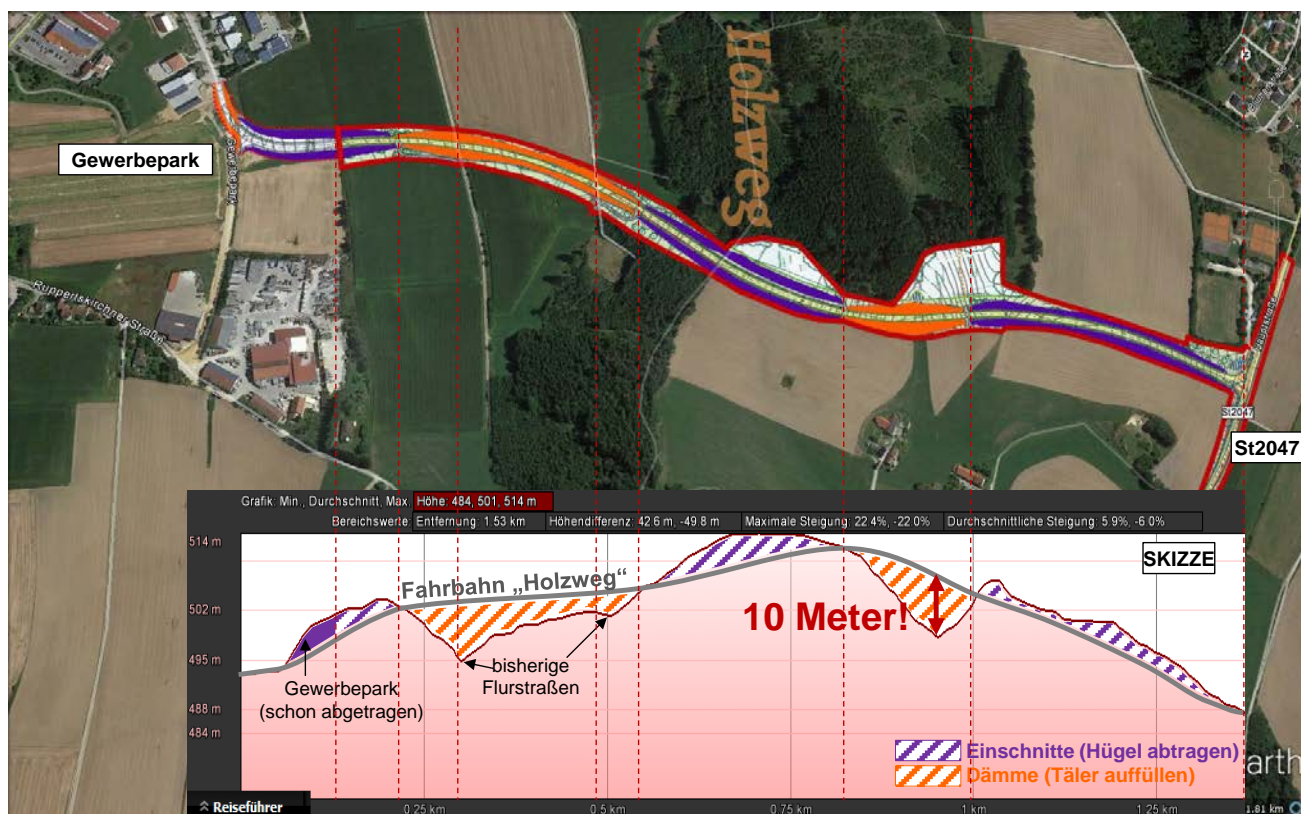 Holzweg
Gewerbepark
Gewerbepark
Ruppertskirchner Straße
Hauptstraße
St2047
St2047
Grafik: Min., Durchschnitt, Max. Höhe: 484, 501, 514 m
Bereichswerte: Entfernung: 1.53 km Höhendifferenz: 42.6 m, -49.8 m Maximale Steigung: 22.4%, -22.0% Durchschnittliche Steigung: 5.9%, -6.0%
514 m
SKIZZE
Fahrbahn „Holzweg“
502 m
10 Meter!
495 m
bisherige
Flurstraßen
Gewerbepark
(schon abgetragen)
488 m
484 m
Einschnitte (Hügel abtragen)
arth
Dämme (Täler auffüllen)
Reiseführer
0.25 km
0.5 km
0.75 km
1 km
1.25 km
1.81 km